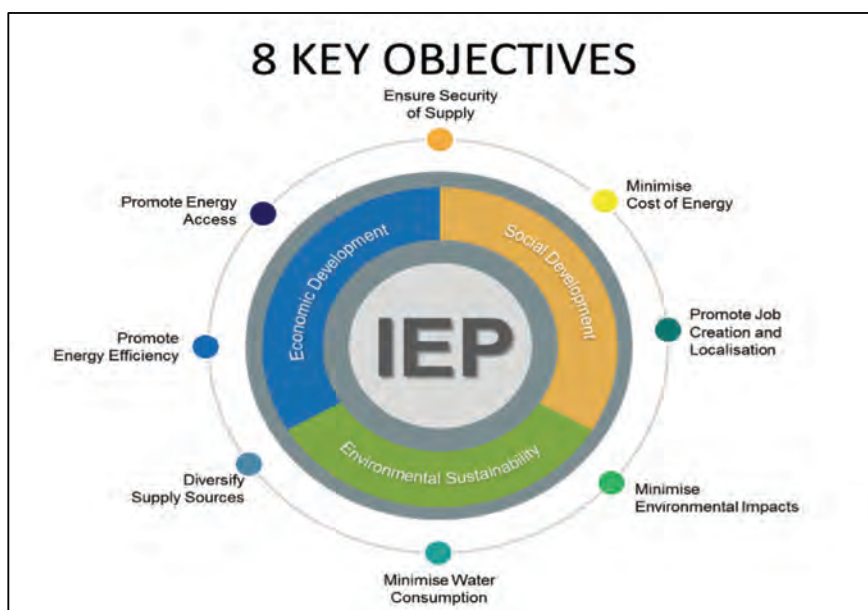 8 KEY OBJECTIVES
Ensure Security
of Supply
Minimise
Cost of Energy
Promote Job
Creation and
Localisation
Minimise
Environmental Impacts
Minimise Water
Consumption
Diversify
Supply Sources
Promote
Energy Efficiency
Promote Energy
Access
Economic Development
Social Development
Environmental Sustainability
IEP